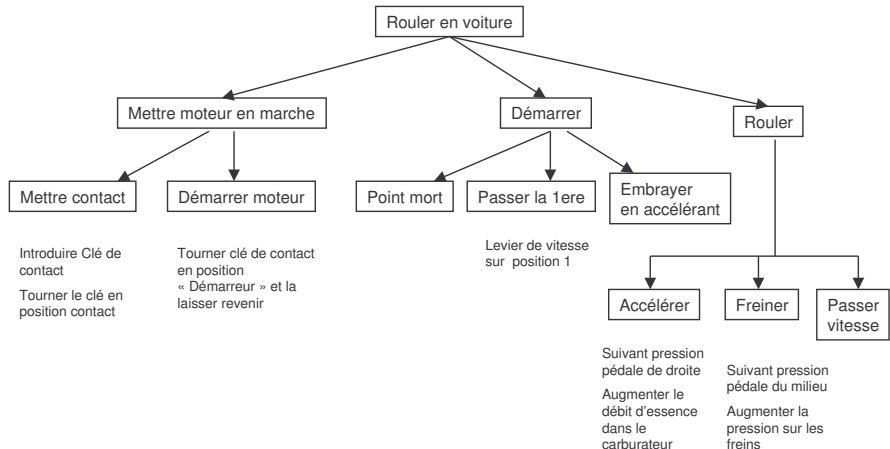 Rouler en voiture
Mettre moteur en marche
Démarrer
Rouler
Mettre contact
Démarrer moteur
Point mort
Passer la 1ere
Embrayer
en accélérant
Introduire Clé de
contact
Tourner le clé en
position contact
Tourner clé de contact
en position
« Démarreur » et la
laisser revenir
Levier de vitesse
sur position 1
Accélérer
Freiner
Passer
vitesse
Suivant pression
pédale de droite
Augmenter le
débit d'essence
dans le
carburateur
Suivant pression
pédale du milieu
Augmenter la
pression sur les
freins